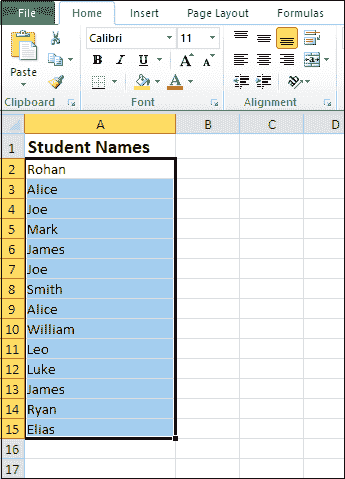 File Home Insert Page Layout Formulas
Calibri 11 A A
Paste B I U
A
Clipboard Font Alignment
A B C D
1 Student Names
2 Rohan
3 Alice
4 Joe
5 Mark
6 James
7 Joe
8 Smith
9 Alice
10 William
11 Leo
12 Luke
13 James
14 Ryan
15 Elias
16
17